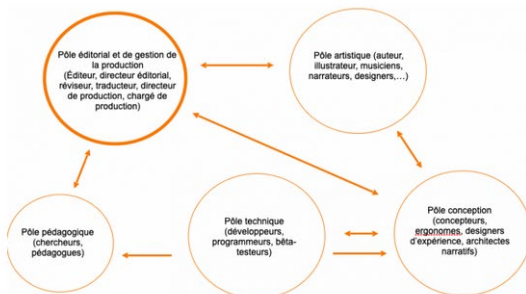 Pôle éditorial et de gestion de
la production
(Éditeur, directeur éditorial,
réviseur, traducteur, directeur
de production, chargé de
production)
Pôle artistique (auteur,
illustrateur, musiciens,
narrateurs, designers,...)
Pôle pédagogique
(chercheurs,
pédagogues)
Pôle technique
(développeurs,
programmeurs, bêta-
testeurs)
Pôle conception
(concepteurs,
ergonomes, designers
d'expérience, architectes
narratifs)